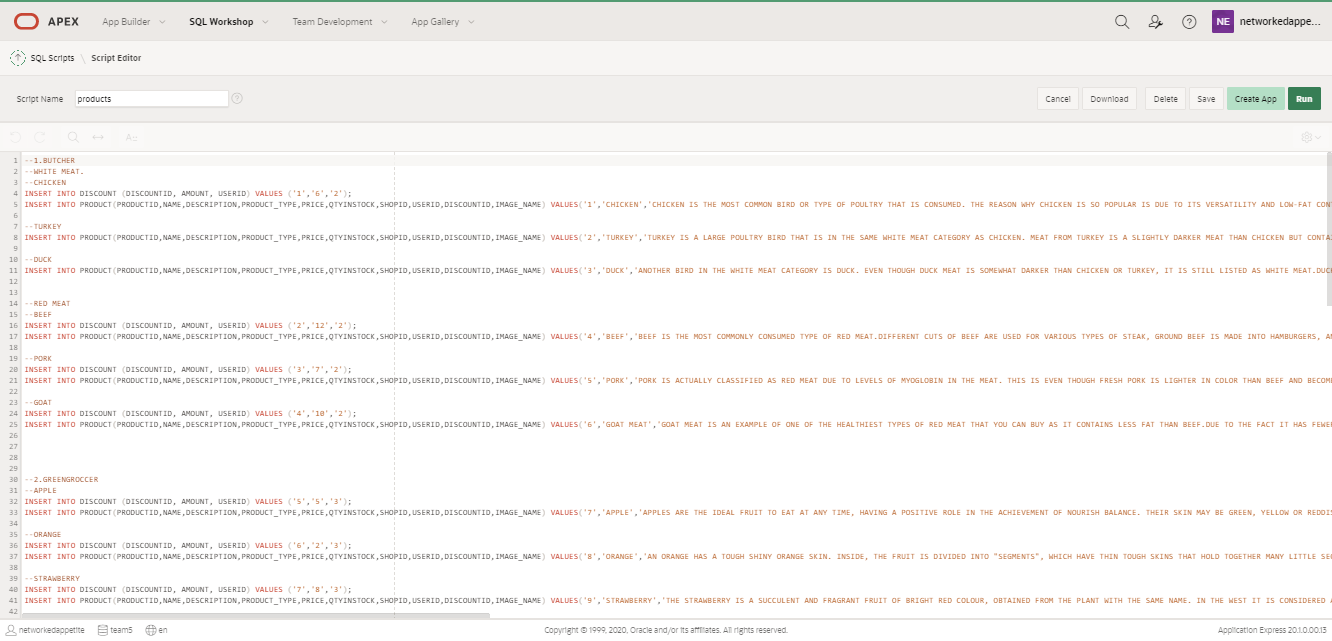 APEX App Builder SQL Workshop Team Development App Gallery NE networkedappe...
SQL Scripts \ Script Editor
Script Name products Cancel Download Delete Save Create App Run
1 --1.BUTCHER
2 --WHITE MEAT.
3 --CHICKEN
4 INSERT INTO DISCOUNT (DISCOUNTID, AMOUNT, USERID) VALUES ('1','6','2');
5 INSERT INTO PRODUCT(PRODUCTID,NAME,DESCRIPTION,PRODUCT_TYPE,PRICE,QTYINSTOCK,SHOPID,USERID,DISCOUNTID,IMAGE_NAME) VALUES('1','CHICKEN','CHICKEN IS THE MOST COMMON BIRD OR TYPE OF POULTRY THAT IS CONSUMED. THE REASON WHY CHICKEN IS SO POPULAR IS DUE TO ITS VERSATILITY AND LOW-FAT CON
6
7 --TURKEY
8 INSERT INTO PRODUCT(PRODUCTID,NAME,DESCRIPTION,PRODUCT_TYPE,PRICE,QTYINSTOCK,SHOPID,USERID,DISCOUNTID,IMAGE_NAME) VALUES('2','TURKEY','TURKEY IS A LARGE POULTRY BIRD THAT IS IN THE SAME WHITE MEAT CATEGORY AS CHICKEN. MEAT FROM TURKEY IS A SLIGHTLY DARKER MEAT THAN CHICKEN BUT CONTA
9
10 --DUCK
11 INSERT INTO PRODUCT(PRODUCTID,NAME,DESCRIPTION,PRODUCT_TYPE,PRICE,QTYINSTOCK,SHOPID,USERID,DISCOUNTID,IMAGE_NAME) VALUES('3','DUCK','ANOTHER BIRD IN THE WHITE MEAT CATEGORY IS DUCK. EVEN THOUGH DUCK MEAT IS SOMEWHAT DARKER THAN CHICKEN OR TURKEY, IT IS STILL LISTED AS WHITE MEAT.DUC
12
13
14 --RED MEAT
15 --BEEF
16 INSERT INTO DISCOUNT (DISCOUNTID, AMOUNT, USERID) VALUES ('2','12','2');
17 INSERT INTO PRODUCT(PRODUCTID,NAME,DESCRIPTION,PRODUCT_TYPE,PRICE,QTYINSTOCK,SHOPID,USERID,DISCOUNTID,IMAGE_NAME) VALUES('4','BEEF','BEEF IS THE MOST COMMONLY CONSUMED TYPE OF RED MEAT.DIFFERENT CUTS OF BEEF ARE USED FOR VARIOUS TYPES OF STEAK, GROUND BEEF IS MADE INTO HAMBURGERS, A
18
19 --PORK
20 INSERT INTO DISCOUNT (DISCOUNTID, AMOUNT, USERID) VALUES ('3','7','2');
21 INSERT INTO PRODUCT(PRODUCTID,NAME,DESCRIPTION,PRODUCT_TYPE,PRICE,QTYINSTOCK,SHOPID,USERID,DISCOUNTID,IMAGE_NAME) VALUES('5','PORK','PORK IS ACTUALLY CLASSIFIED AS RED MEAT DUE TO LEVELS OF MYOGLOBIN IN THE MEAT. THIS IS EVEN THOUGH FRESH PORK IS LIGHTER IN COLOR THAN BEEF AND BECOM
22
23 --GOAT
24 INSERT INTO DISCOUNT (DISCOUNTID, AMOUNT, USERID) VALUES ('4','10','2');
25 INSERT INTO PRODUCT(PRODUCTID,NAME,DESCRIPTION,PRODUCT_TYPE,PRICE,QTYINSTOCK,SHOPID,USERID,DISCOUNTID,IMAGE_NAME) VALUES('6','GOAT MEAT','GOAT MEAT IS AN EXAMPLE OF ONE OF THE HEALTHIEST TYPES OF RED MEAT THAT YOU CAN BUY AS IT CONTAINS LESS FAT THAN BEEF.DUE TO THE FACT IT HAS FEWE
26
27
28
29
30 --2.GREENGROCCER
31 --APPLE
32 INSERT INTO DISCOUNT (DISCOUNTID, AMOUNT, USERID) VALUES ('5','5','3');
33 INSERT INTO PRODUCT(PRODUCTID,NAME,DESCRIPTION,PRODUCT_TYPE,PRICE,QTYINSTOCK,SHOPID,USERID,DISCOUNTID,IMAGE_NAME) VALUES('7','APPLE','APPLES ARE THE IDEAL FRUIT TO EAT AT ANY TIME, HAVING A POSITIVE ROLE IN THE ACHIEVEMENT OF NOURISH BALANCE. THEIR SKIN MAY BE GREEN, YELLOW OR REDDIS
34
35 --ORANGE
36 INSERT INTO DISCOUNT (DISCOUNTID, AMOUNT, USERID) VALUES ('6','2','3');
37 INSERT INTO PRODUCT(PRODUCTID,NAME,DESCRIPTION,PRODUCT_TYPE,PRICE,QTYINSTOCK,SHOPID,USERID,DISCOUNTID,IMAGE_NAME) VALUES('8','ORANGE','AN ORANGE HAS A TOUGH SHINY ORANGE SKIN. INSIDE, THE FRUIT IS DIVIDED INTO "SEGMENTS", WHICH HAVE THIN TOUGH SKINS THAT HOLD TOGETHER MANY LITTLE SE
38
39 --STRAWBERRY
40 INSERT INTO DISCOUNT (DISCOUNTID, AMOUNT, USERID) VALUES ('7','8','3');
41 INSERT INTO PRODUCT(PRODUCTID,NAME,DESCRIPTION,PRODUCT_TYPE,PRICE,QTYINSTOCK,SHOPID,USERID,DISCOUNTID,IMAGE_NAME) VALUES('9','STRAWBERRY','THE STRAWBERRY IS A SUCCULENT AND FRAGRANT FRUIT OF BRIGHT RED COLOUR, OBTAINED FROM THE PLANT WITH THE SAME NAME. IN THE WEST IT IS CONSIDERED A
42
networkedappetite team5 en Copyright © 1999, 2020, Oracle and/or its affiliates. All rights reserved. Application Express 20.1.0.00.13